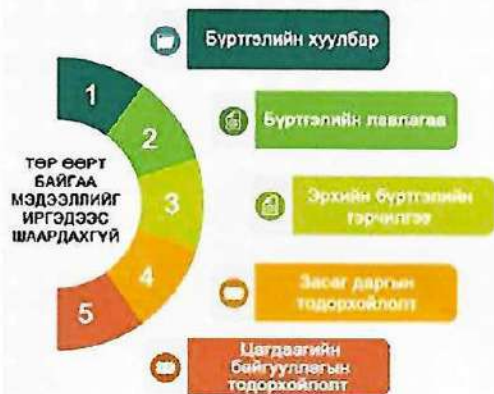 ТӨР ӨӨРТ
БАЙГАА
МЭДЭЭЛЛИЙГ
ИРГЭДЭЭС
ШААРДАХГҮЙ
1
Бүртгэлийн хуулбар
2
Бүртгэлийн лавлагаа
3
Эрхийн бүртгэлийн
гэрчилгээ
4
Засаг даргын
тодорхойлолт
5
Цагдаагийн
байгууллагын
тодорхойлолт